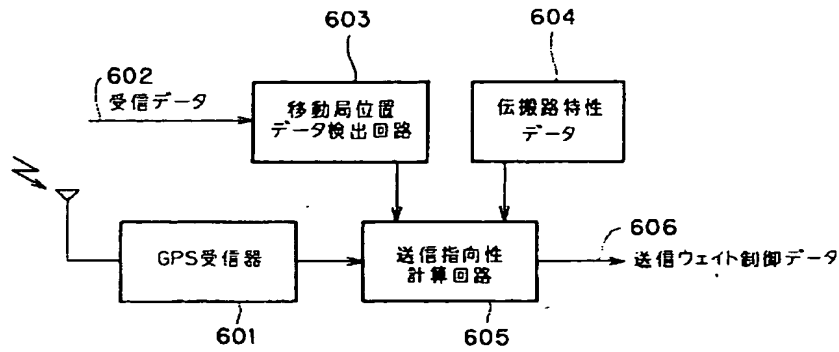 603
604
602
受信データ
移動局位置
データ検出回路
伝搬路特性
データ
GPS受信器
送信指向性
計算回路
606
送信ウェイト制御データ
601
605